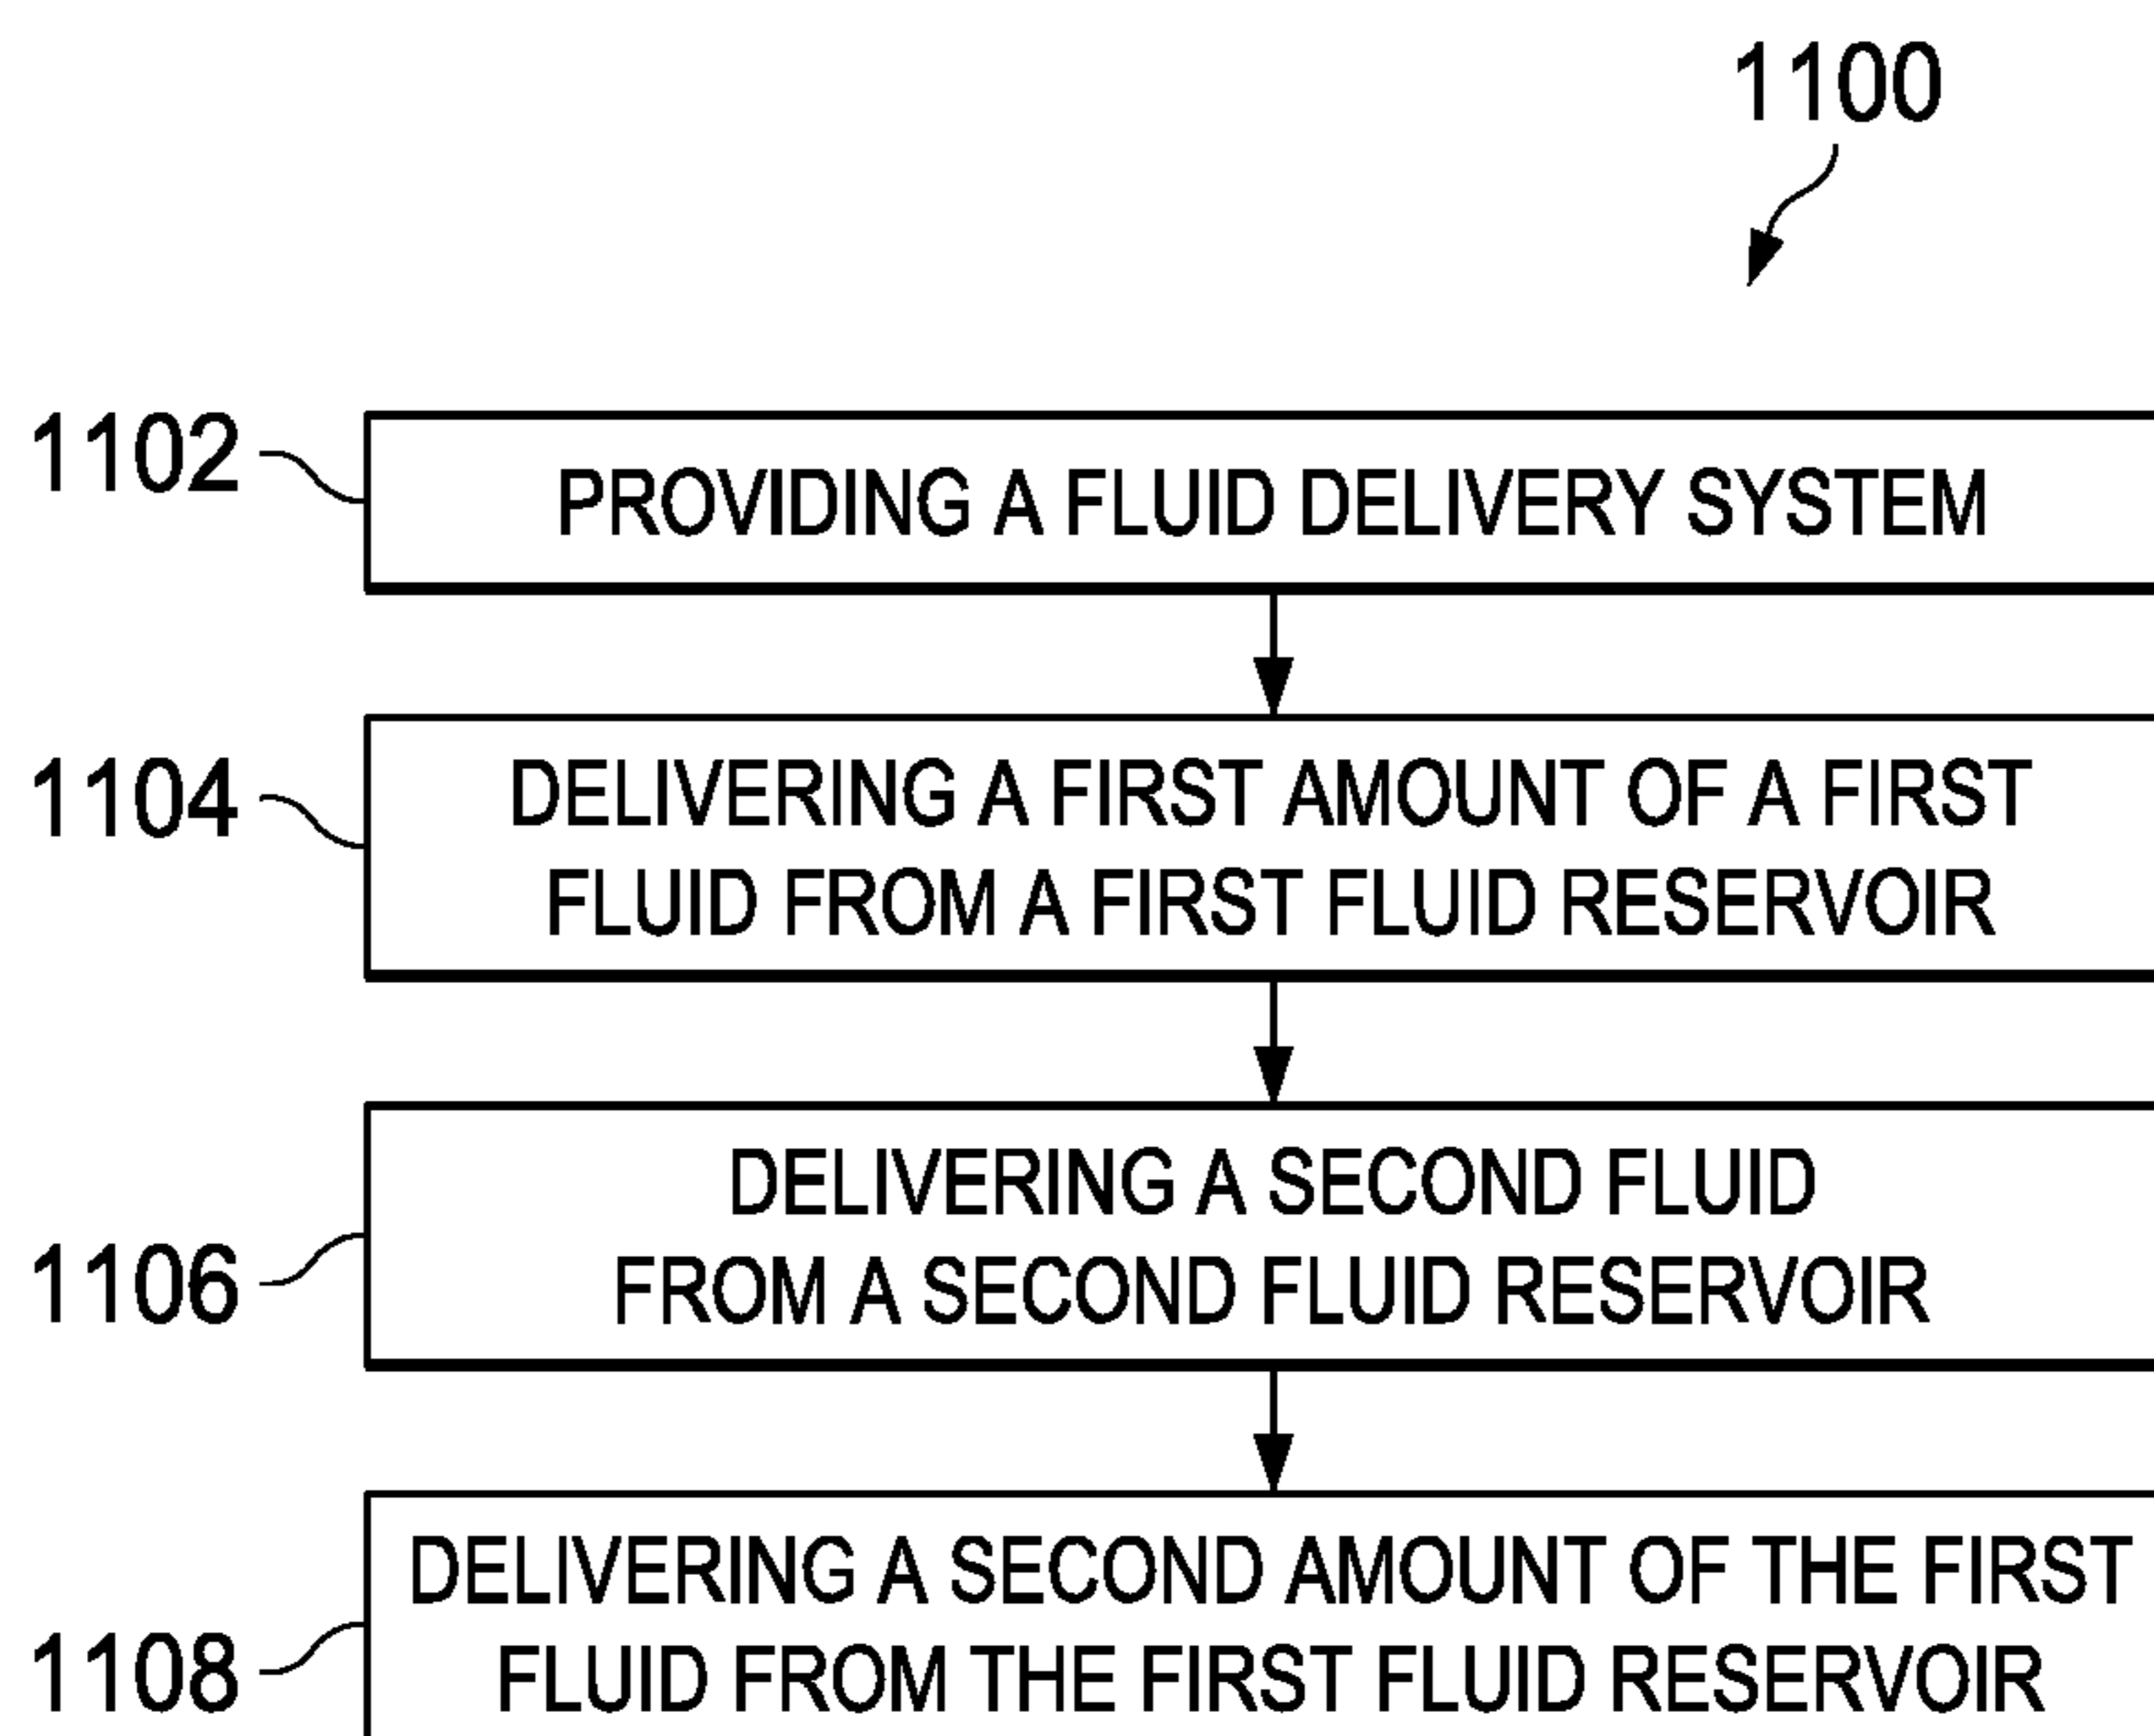 1100
1102
PROVIDING A FLUID DELIVERY SYSTEM
1104
DELIVERING A FIRST AMOUNT OF A FIRST
FLUID FROM A FIRST FLUID RESERVOIR
1106
DELIVERING A SECOND FLUID
FROM A SECOND FLUID RESERVOIR
1108
DELIVERING A SECOND AMOUNT OF THE FIRST
FLUID FROM THE FIRST FLUID RESERVOIR